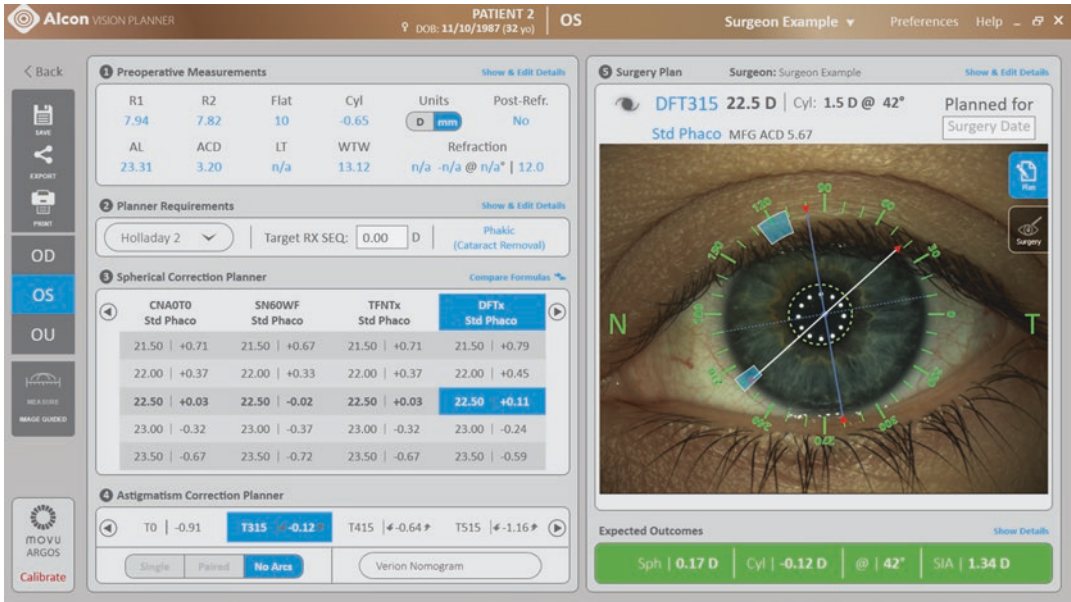 Alcon VISION PLANNER
PATIENT 2
DOB: 11/10/1987 (32 yo)
OS
Surgeon Example
Preferences Help
Back
SAVE
EXPORT
PRINT
OD
OS
OU
MEASURE
IMAGE GUIDED
MOVU
ARGOS
Calibrate
1 Preoperative Measurements Show & Edit Details
R1 R2 Flat Cyl Units Post-Refr.
7.94 7.82 10 -0.65 D mm No
AL ACD LT WTW Refraction
23.31 3.20 n/a 13.12 n/a -n/a @ n/a° | 12.0
2 Planner Requirements Show & Edit Details
Holladay 2 Target RX SEQ: 0.00 D Phakic
(Cataract Removal)
3 Spherical Correction Planner Compare Formulas
CNA0T0 SN60WF TFNTx DFTx
Std Phaco Std Phaco Std Phaco Std Phaco
21.50 | +0.71 21.50 | +0.67 21.50 | +0.71 21.50 | +0.79
22.00 | +0.37 22.00 | +0.33 22.00 | +0.37 22.00 | +0.45
22.50 | +0.03 22.50 | -0.02 22.50 | +0.03 22.50 +0.11
23.00 | -0.32 23.00 | -0.37 23.00 | -0.32 23.00 | -0.24
23.50 | -0.67 23.50 | -0.72 23.50 | -0.67 23.50 | -0.59
4 Astigmatism Correction Planner
T0 | -0.91 T315 -0.12 T415 -0.64 T515 -1.16
Single Paired No Arcs Verion Nomogram
5 Surgery Plan Surgeon: Surgeon Example Show & Edit Details
DFT315 22.5 D | Cyl: 1.5 D @ 42° Planned for
Std Phaco MFG ACD 5.67 Surgery Date
Plan
Surgery
90
120 60
150 30
180 0
N T
210 330
240 300
270
Expected Outcomes Show Details
Sph | 0.17 D Cyl | -0.12 D @ | 42° SIA | 1.34 D